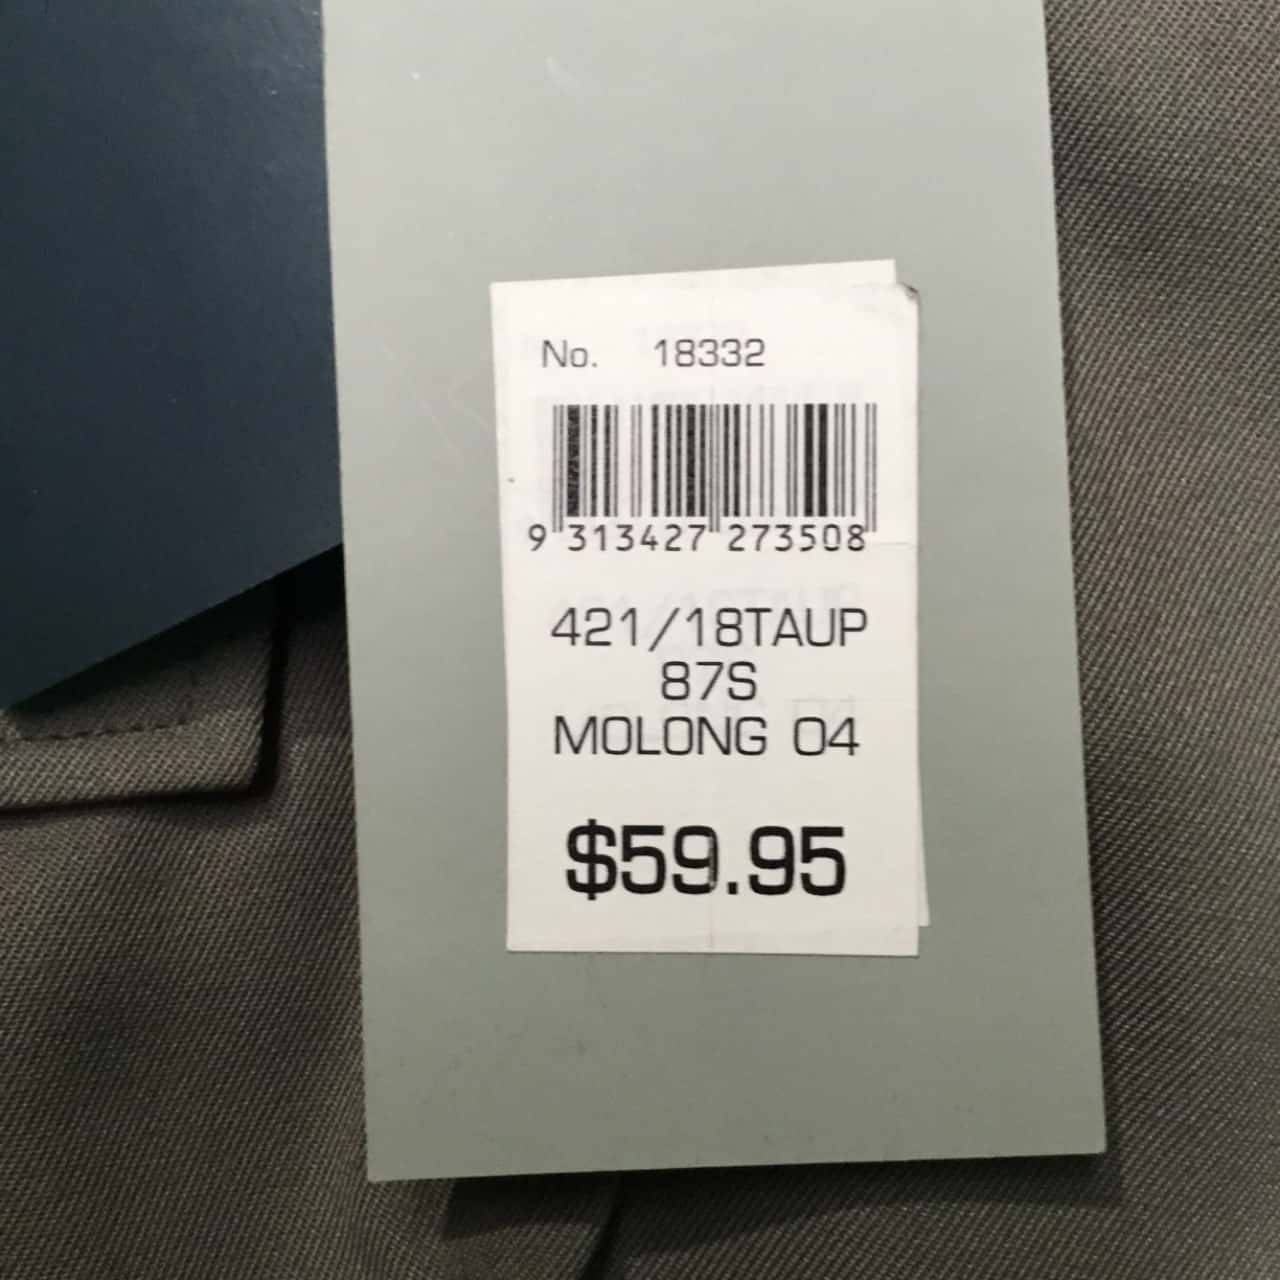 No. 18332
9 313427 273508
421/18TAUP
87S
MOLONG 04
$59.95